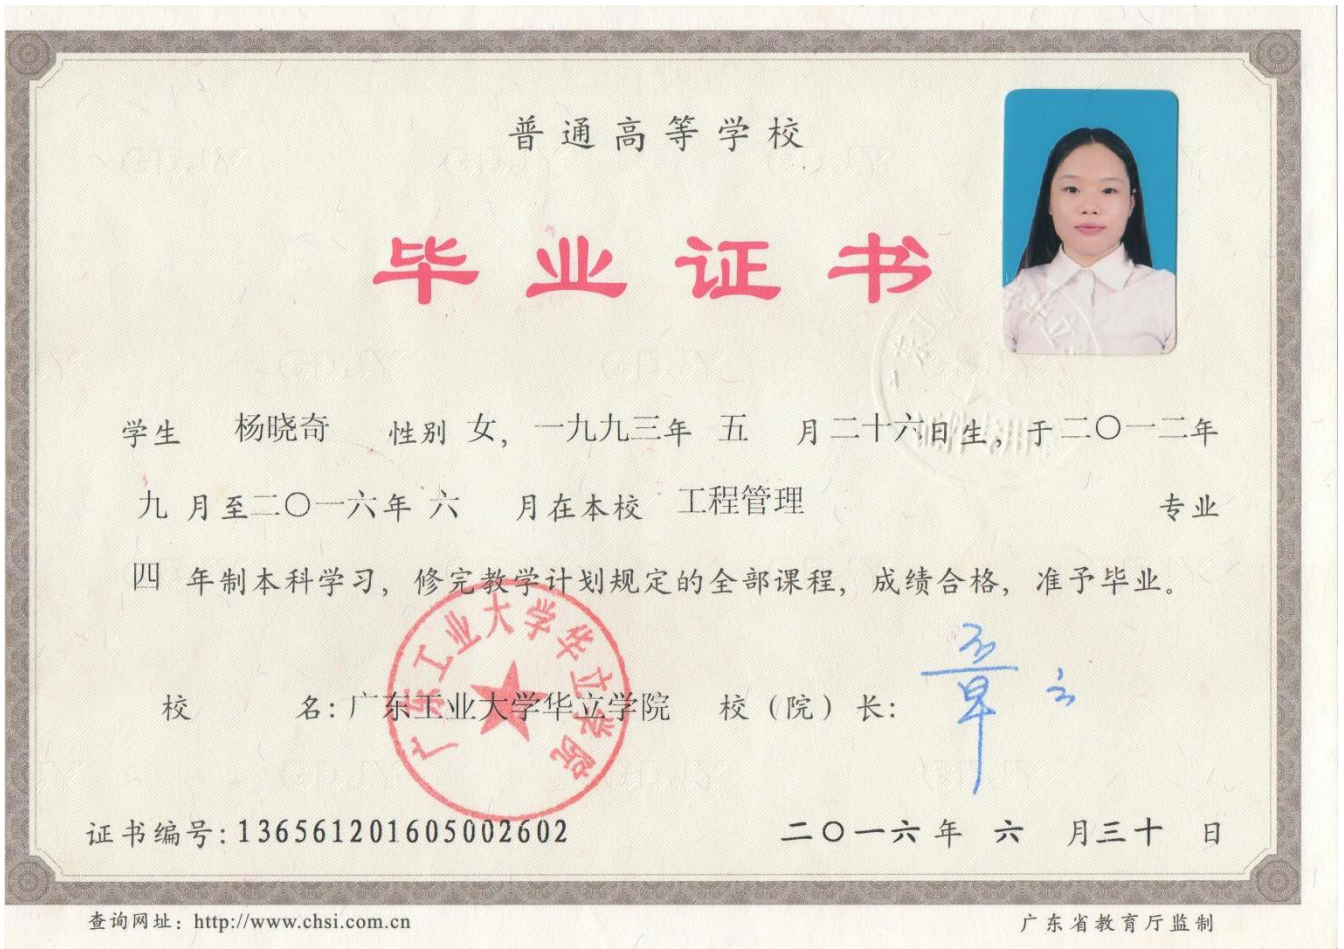 普通高等学校
毕业证书
学生 杨晓奇 性别 女，一九九三年 五 月二十六日生，于二〇一二年
九 月至二〇一六年 六 月在本校 工程管理 专业
四 年制本科学习，修完教学计划规定的全部课程，成绩合格，准予毕业。
广东工业大学华立学院
校 名：广东工业大学华立学院 校（院）长：
证书编号：136561201605002602 二〇一六年 六 月三十 日
查询网址：http://www.chsi.com.cn 广东省教育厅监制